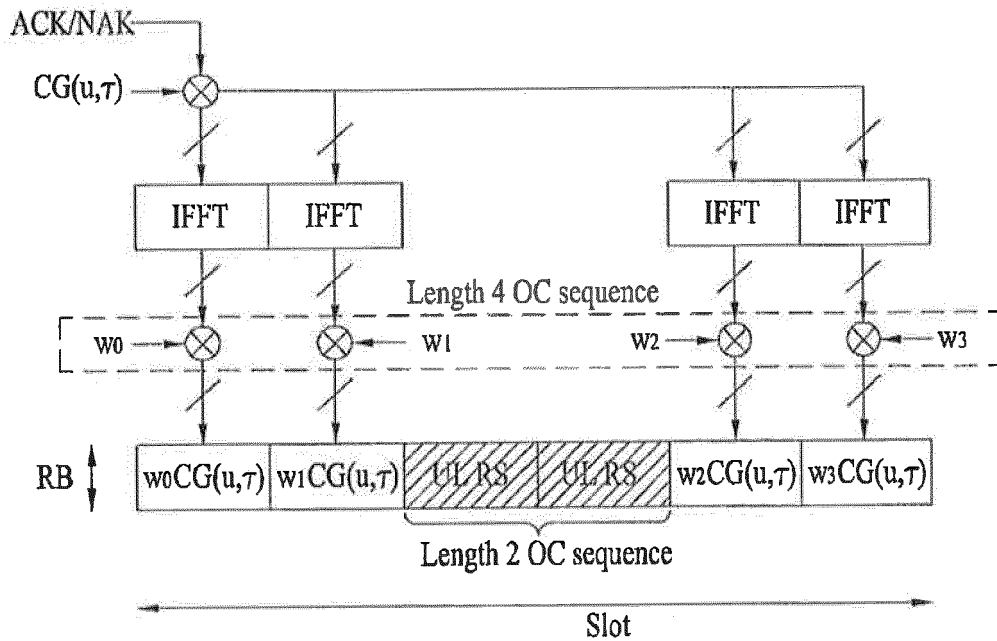 ACK/NAK
CG(u,τ)
IFFT IFFT IFFT IFFT
Length 4 OC sequence
W0 W1 W2 W3
RB w0CG(u,τ) w1CG(u,τ) UL RS UL RS w2CG(u,τ) w3CG(u,τ)
Length 2 OC sequence
Slot